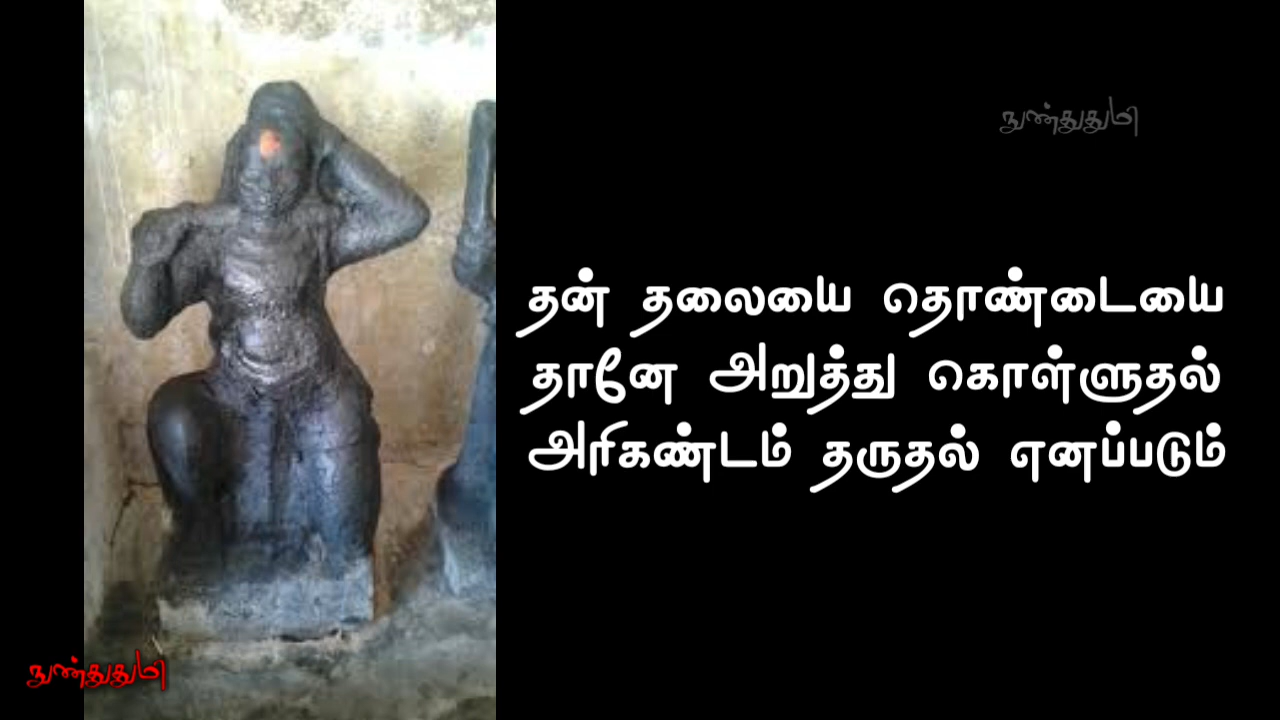 நுண்துதுமி
தன் தலையை தொண்டையை
தானே அறுத்து கொள்ளுதல்
அரிகண்டம் தருதல் எனப்படும்
நுண்துதுமி